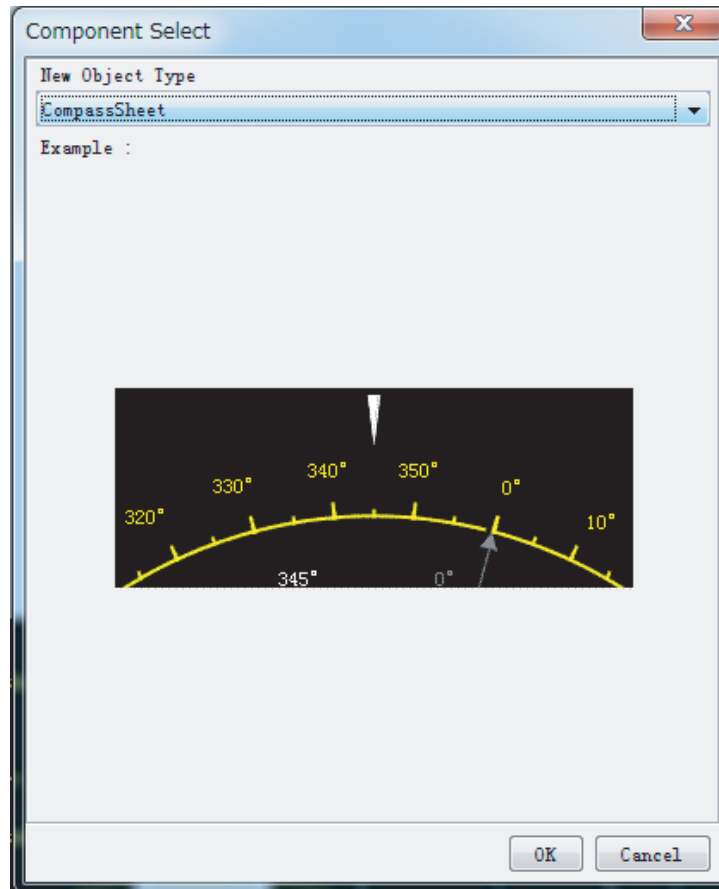 Component Select
New Object Type
CompassSheet
Example :
320° 330° 340° 350° 0° 10°
345° 0°
OK Cancel